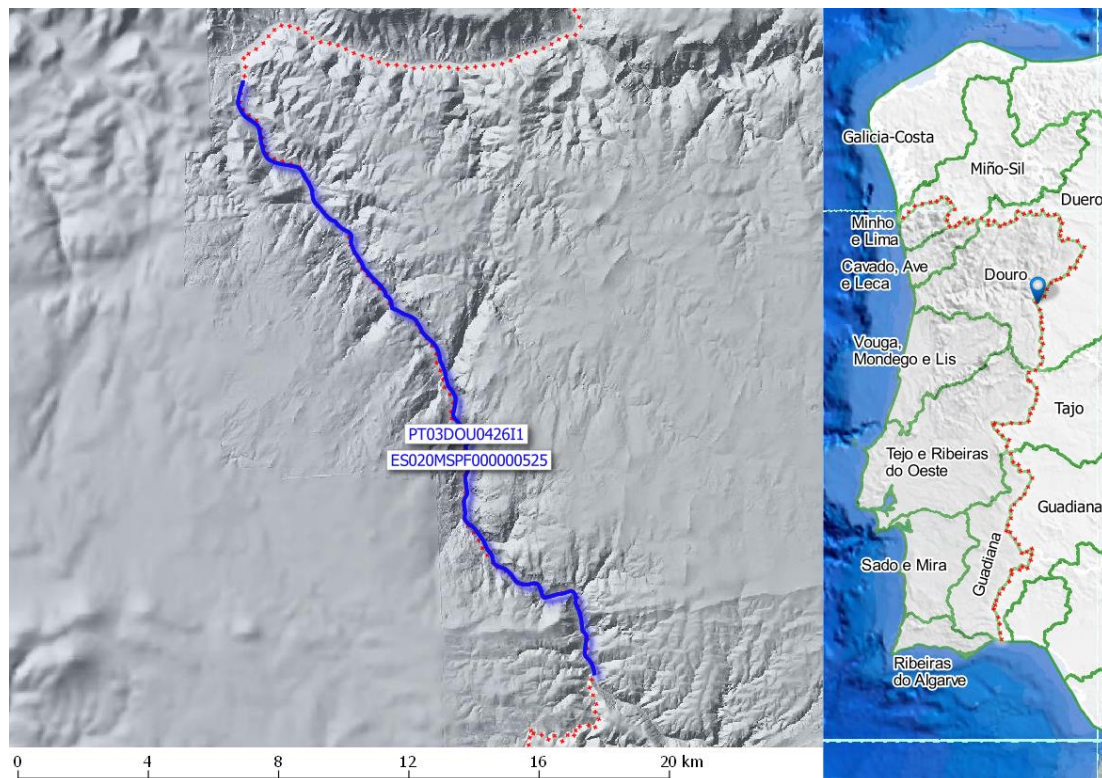 PT03DOU0426I1
ES020MSPF000000525
0 4 8 12 16 20 km
Galicia-Costa
Miño-Sil
Duero
Minho
e Lima
Cavado, Ave
e Leca
Douro
Vouga,
Mondego e Lis
Tajo
Tejo e Ribeiras
do Oeste
Guadiana
Guadiana
Sado e Mira
Ribeiras
do Algarve